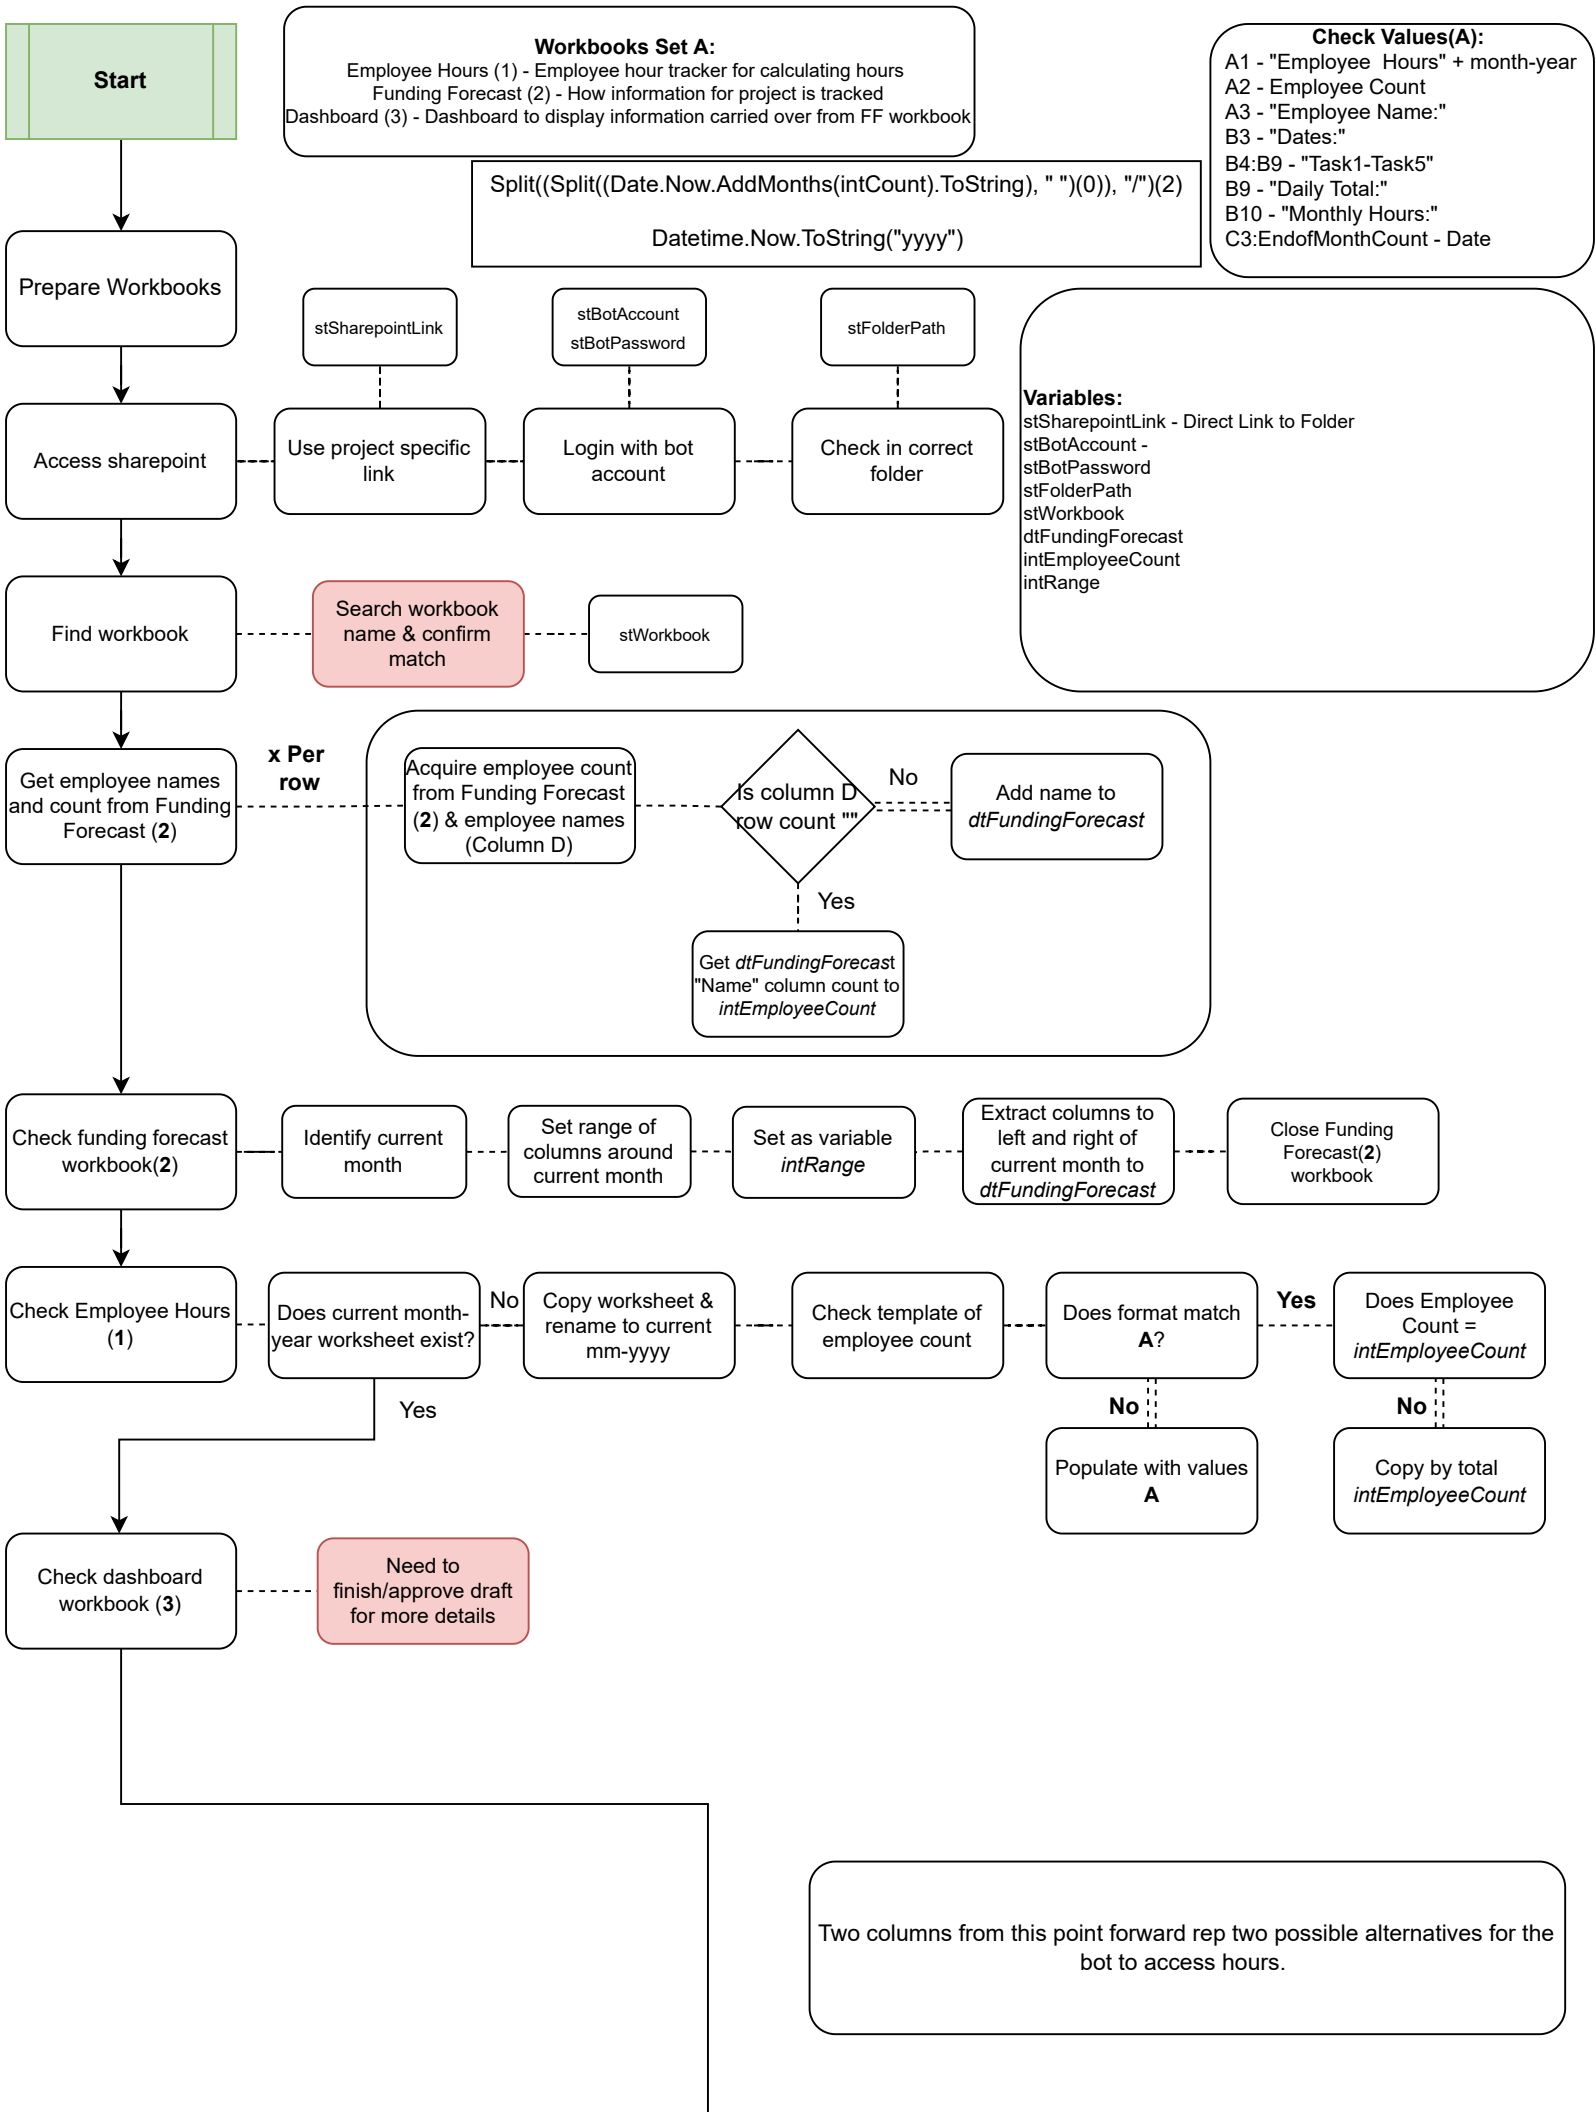 Start
Workbooks Set A:
Employee Hours (1) - Employee hour tracker for calculating hours
Funding Forecast (2) - How information for project is tracked
Dashboard (3) - Dashboard to display information carried over from FF workbook
Check Values(A):
A1 - "Employee Hours" + month-year
A2 - Employee Count
A3 - "Employee Name:"
B3 - "Dates:"
B4:B9 - "Task1-Task5"
B9 - "Daily Total:"
B10 - "Monthly Hours:"
C3:EndofMonthCount - Date
Split((Split((Date.Now.AddMonths(intCount).ToString), " ")(0)), "/")(2)
Datetime.Now.ToString("yyyy")
Prepare Workbooks
stSharepointLink
stBotAccount
stBotPassword
stFolderPath
Variables:
stSharepointLink - Direct Link to Folder
stBotAccount -
stBotPassword
stFolderPath
stWorkbook
dtFundingForecast
intEmployeeCount
intRange
Access sharepoint
Use project specific
link
Login with bot
account
Check in correct
folder
Find workbook
Search workbook
name & confirm
match
stWorkbook
Get employee names
and count from Funding
Forecast (2)
x Per
row
Acquire employee count
from Funding Forecast
(2) & employee names
(Column D)
Is column D
row count ""
No
Add name to
dtFundingForecast
Yes
Get dtFundingForecast
"Name" column count to
intEmployeeCount
Check funding forecast
workbook(2)
Identify current
month
Set range of
columns around
current month
Set as variable
intRange
Extract columns to
left and right of
current month to
dtFundingForecast
Close Funding
Forecast(2)
workbook
Check Employee Hours
(1)
Does current month-
year worksheet exist?
No
Copy worksheet &
rename to current
mm-yyyy
Check template of
employee count
Does format match
A?
Yes
Does Employee
Count =
intEmployeeCount
Yes
No
No
Populate with values
A
Copy by total
intEmployeeCount
Check dashboard
workbook (3)
Need to
finish/approve draft
for more details
Two columns from this point forward rep two possible alternatives for the
bot to access hours.